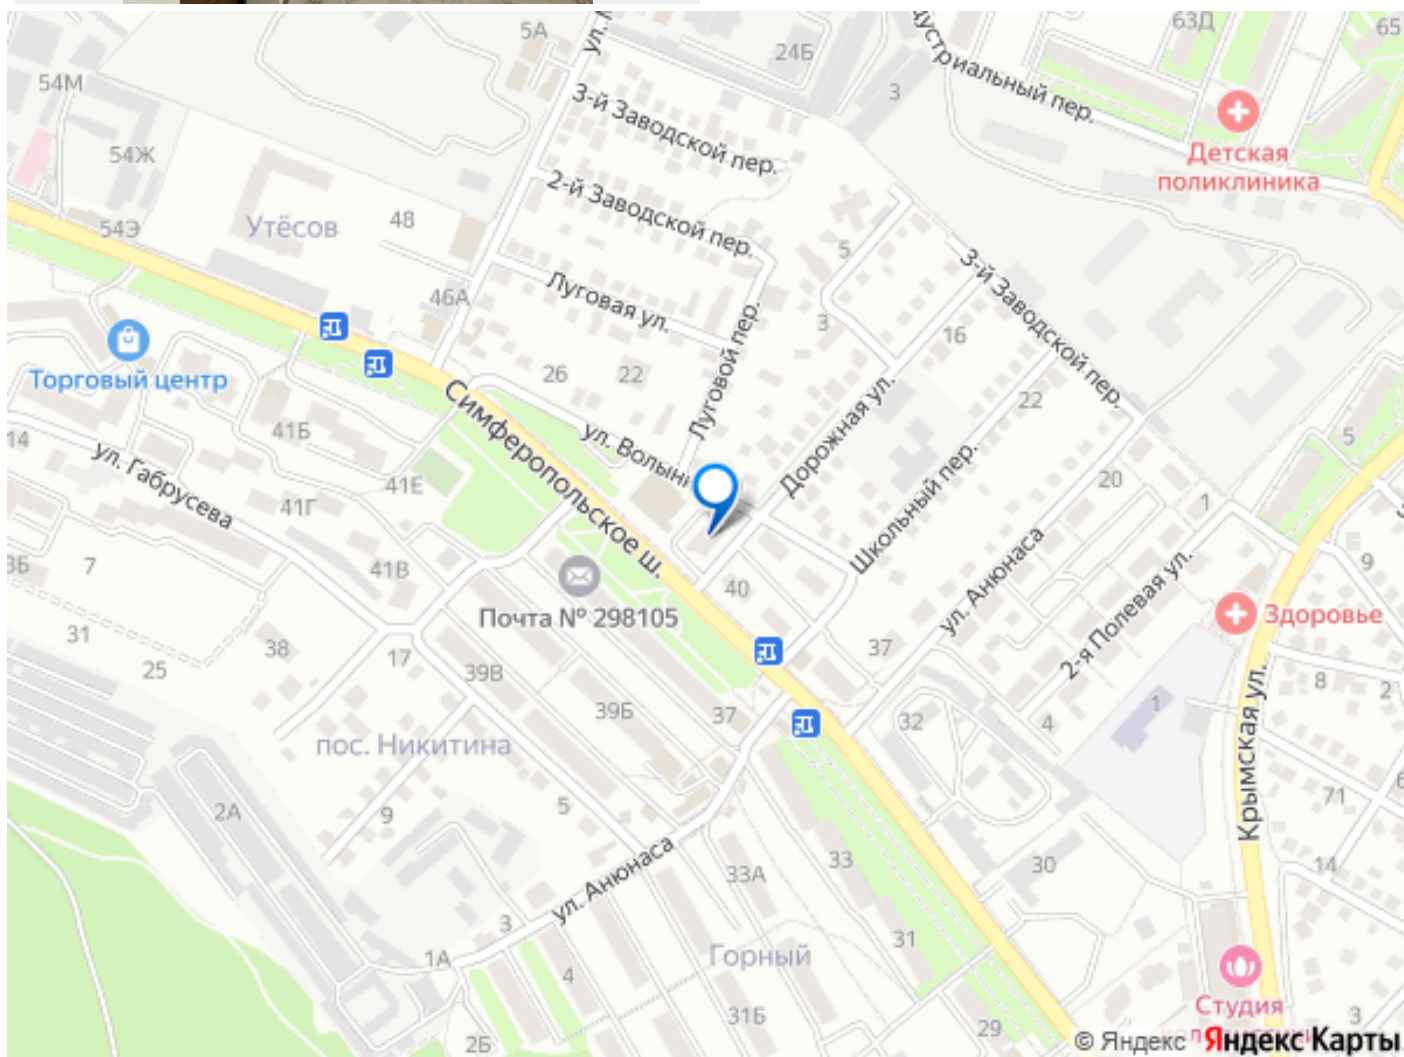 5А
63Д
65
24Б
54М
3
дустриальный пер.
3-й Заводской пер.
Детская
поликлиника
54Ж
2-й Заводской пер.
48
Утёсов
54Э
5
3-й Заводской пер.
Луговая ул.
46А
3
16
Луговой пер.
Торговый центр
26
22
Дорожная ул.
22
Симферопольское ш.
ул. Волын
41Б
14
ул. Габрусева
5
41Е
41Г
Школьный пер.
20
1
ул. Анюнаса
2-я Полевая ул.
9
7
41В
40
Почта № 298105
Здоровье
31
25
38
17
39В
37
8
2
Крымская ул.
39Б
37
32
4
1
пос. Никитина
2А
9
5
71
ул. Анюнаса
33А
33
30
14
3
1А
4
Горный
31
31Б
29
2Б
Студия
3
© Яндекс Яндекс Карты